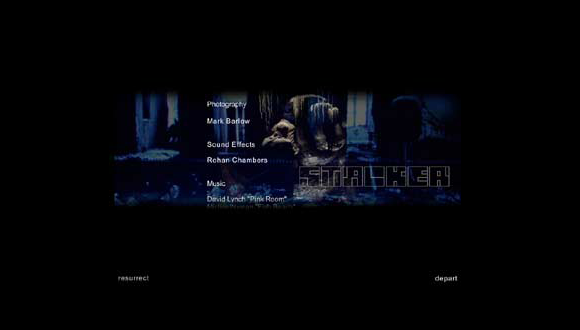 Photography
Mark Barlow
Sound Effects
Rohan Chambers
Music
David Lynch "Pink Room"
STALKER
resurrect
depart